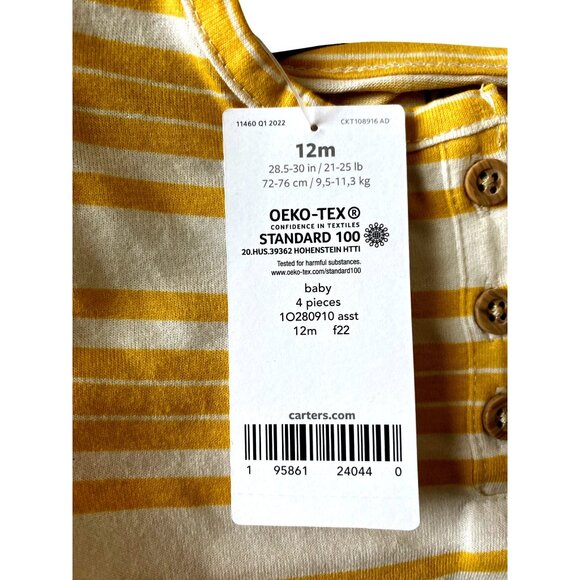 11460 Q1 2022 CKT108916 AD
12m
28.5-30 in / 21-25 lb
72-76 cm / 9,5-11,3 kg
OEKO-TEX®
CONFIDENCE IN TEXTILES
STANDARD 100
20.HUS.39362 HOHENSTEIN HTTI
Tested for harmful substances.
www.oeko-tex.com/standard100
baby
4 pieces
1O280910 asst
12m f22
carters.com
1 95861 24044 0